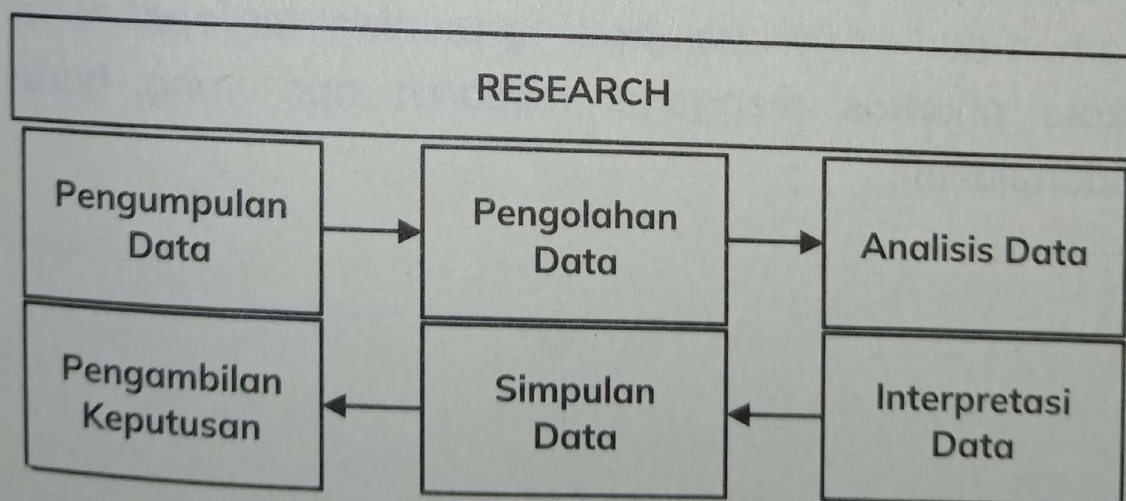 RESEARCH
Pengumpulan
Data
Pengolahan
Data
Analisis Data
Pengambilan
Keputusan
Simpulan
Data
Interpretasi
Data